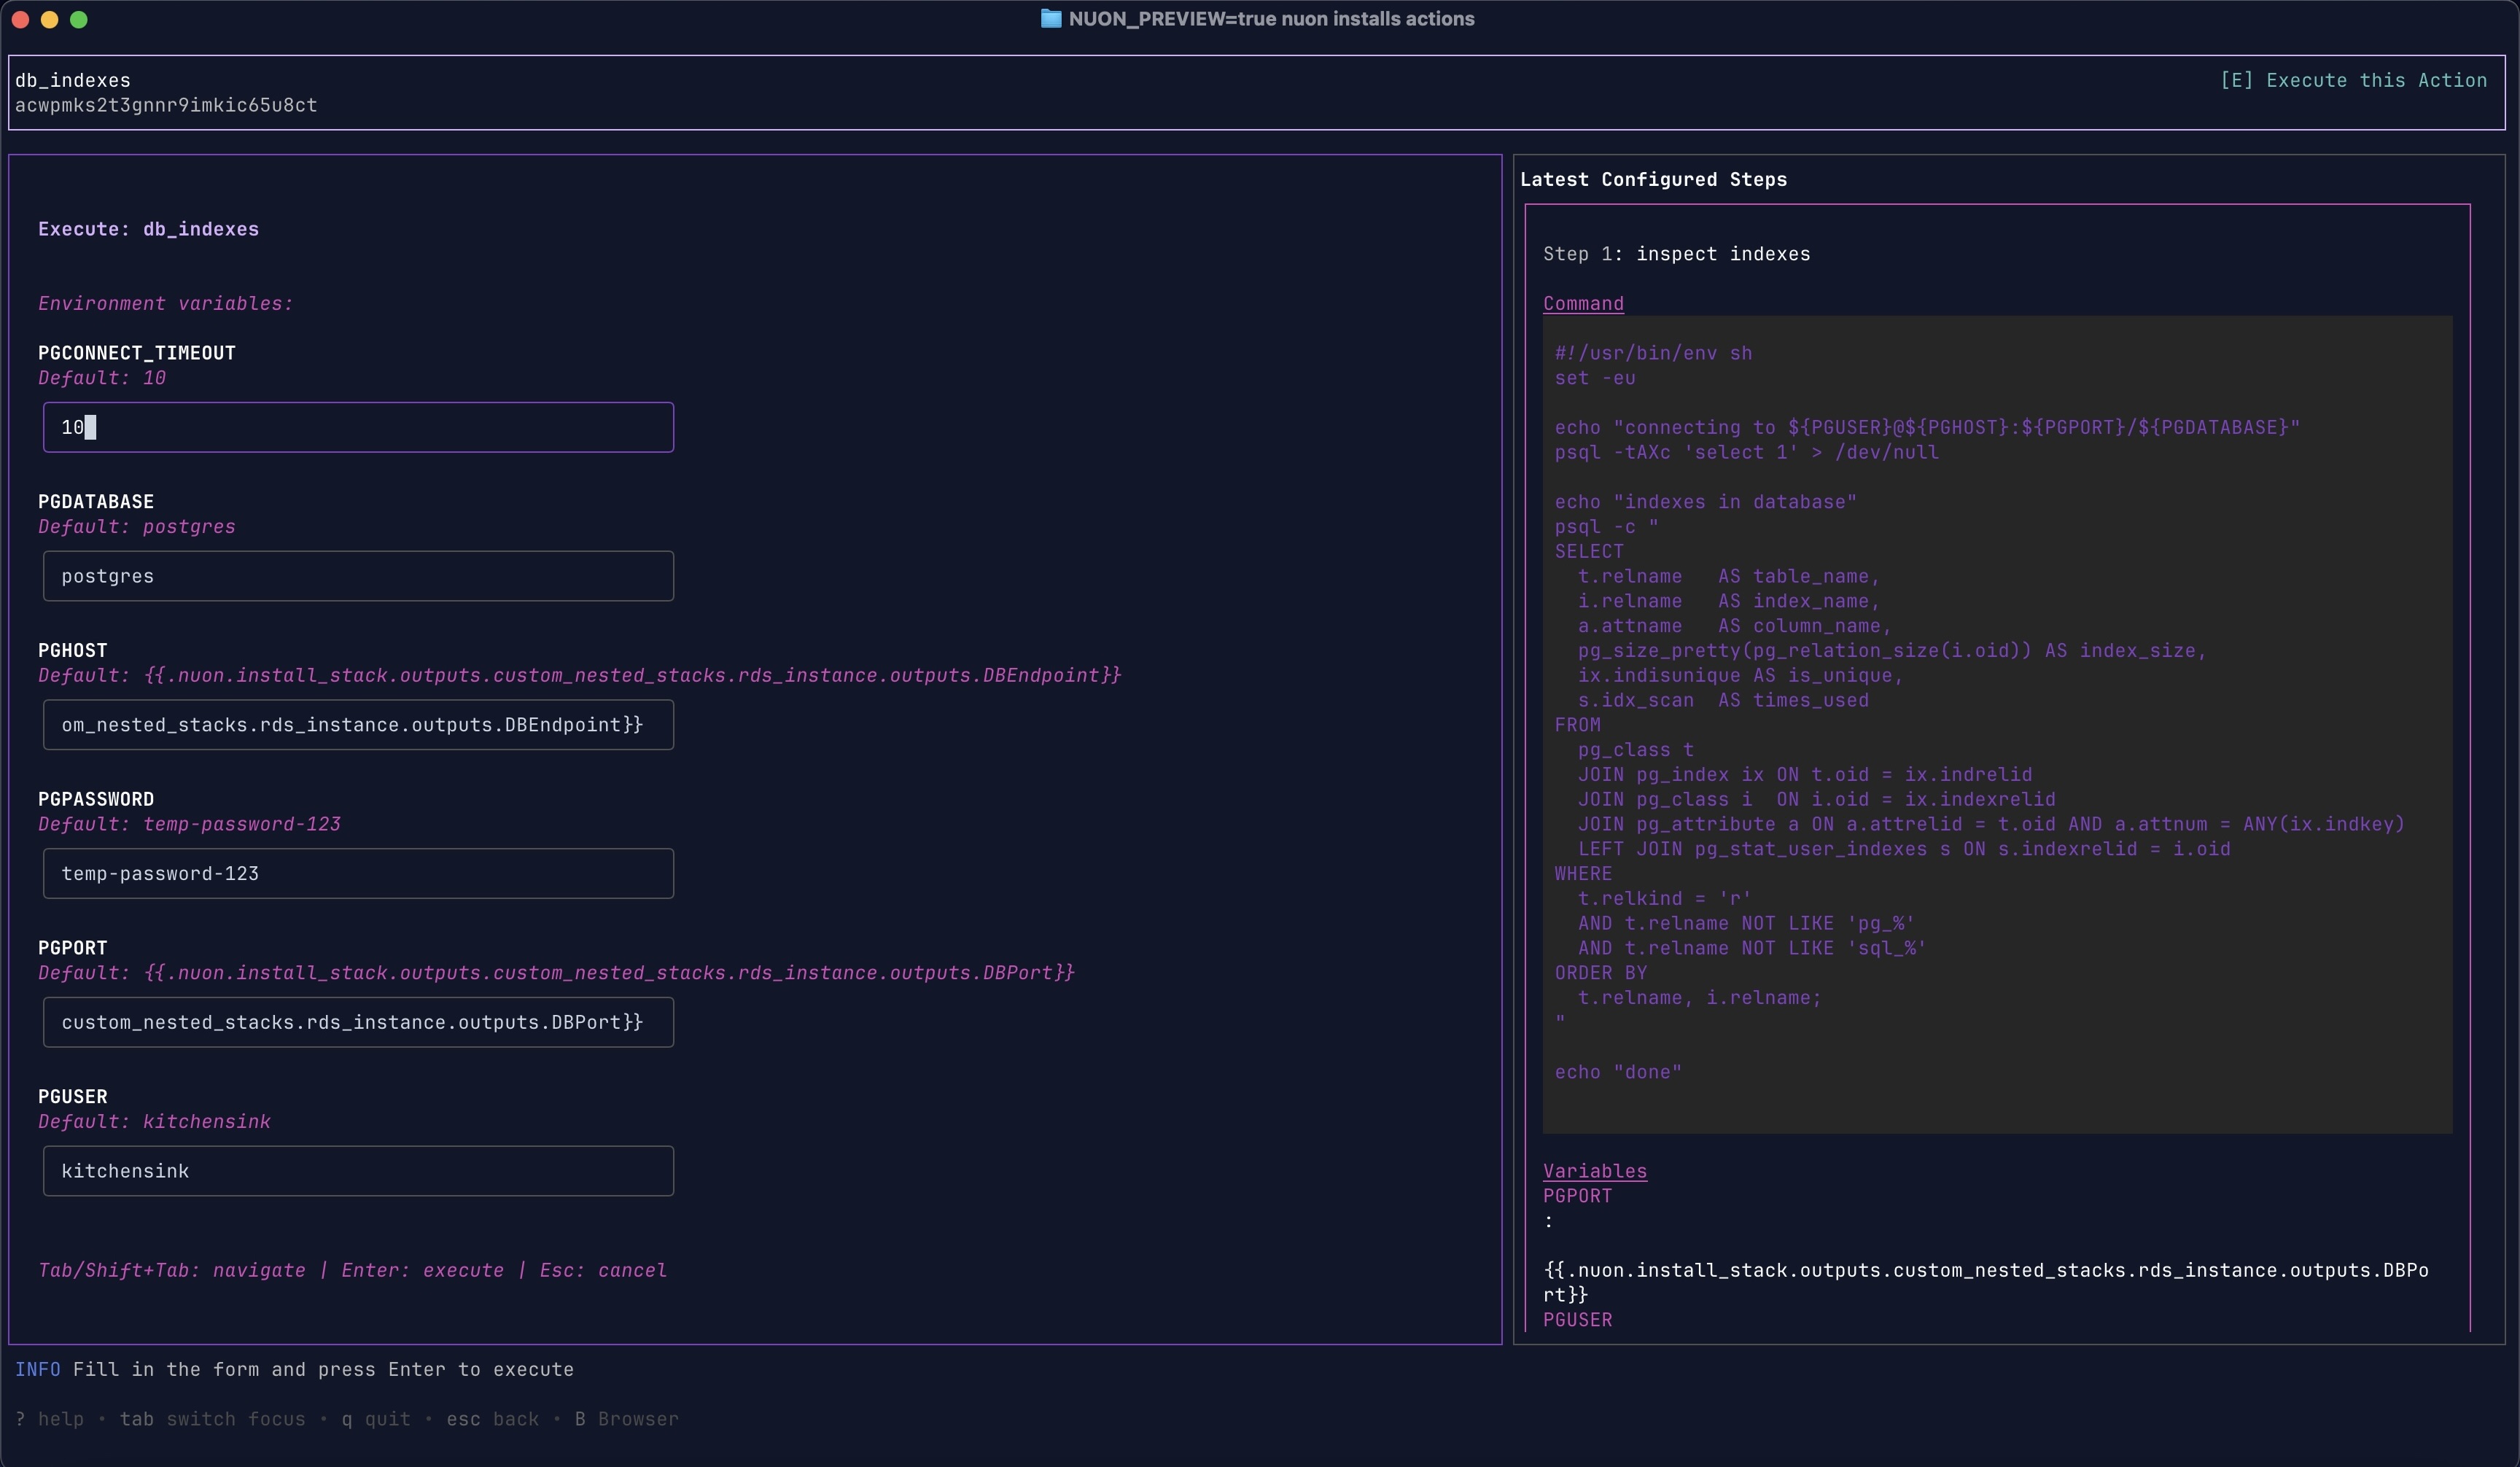 NUON_PREVIEW=true nuon installs actions
db_indexes
[E] Execute this Action
acwpmks2t3gnnr9imkic65u8ct
Execute: db_indexes
Environment variables:
PGCONNECT_TIMEOUT
Default: 10
10
PGDATABASE
Default: postgres
postgres
PGHOST
Default: {{.nuon.install_stack.outputs.custom_nested_stacks.rds_instance.outputs.DBEndpoint}}
om_nested_stacks.rds_instance.outputs.DBEndpoint}}
PGPASSWORD
Default: temp-password-123
temp-password-123
PGPORT
Default: {{.nuon.install_stack.outputs.custom_nested_stacks.rds_instance.outputs.DBPort}}
custom_nested_stacks.rds_instance.outputs.DBPort}}
PGUSER
Default: kitchensink
kitchensink
Tab/Shift+Tab: navigate | Enter: execute | Esc: cancel
Latest Configured Steps
Step 1: inspect indexes
Command
#!/usr/bin/env sh
set -eu
echo "connecting to ${PGUSER}@${PGHOST}:${PGPORT}/${PGDATABASE}"
psql -tAXc 'select 1' > /dev/null
echo "indexes in database"
psql -c "
SELECT
  t.relname   AS table_name,
  i.relname   AS index_name,
  a.attname   AS column_name,
  pg_size_pretty(pg_relation_size(i.oid)) AS index_size,
  ix.indisunique AS is_unique,
  s.idx_scan  AS times_used
FROM
  pg_class t
  JOIN pg_index ix ON t.oid = ix.indrelid
  JOIN pg_class i  ON i.oid = ix.indexrelid
  JOIN pg_attribute a ON a.attrelid = t.oid AND a.attnum = ANY(ix.indkey)
  LEFT JOIN pg_stat_user_indexes s ON s.indexrelid = i.oid
WHERE
  t.relkind = 'r'
  AND t.relname NOT LIKE 'pg_%'
  AND t.relname NOT LIKE 'sql_%'
ORDER BY
  t.relname, i.relname;
"
echo "done"
Variables
PGPORT
:
{{.nuon.install_stack.outputs.custom_nested_stacks.rds_instance.outputs.DBPo
rt}}
PGUSER
INFO Fill in the form and press Enter to execute
? help • tab switch focus • q quit • esc back • B Browser